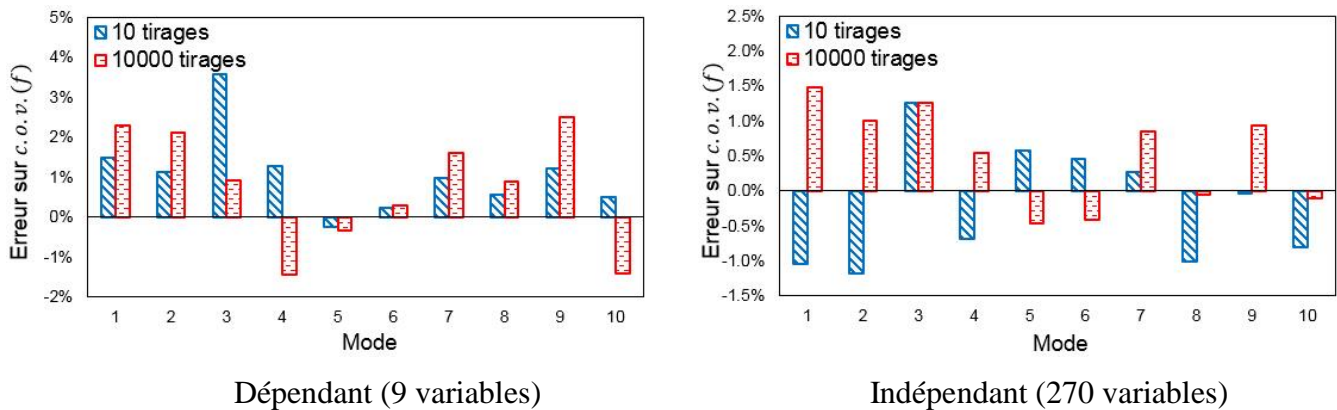 5%
4%
3%
2%
1%
0%
-1%
-2%
Erreur sur c. o. v. (f)
10 tirages
10000 tirages
1 2 3 4 5 6 7 8 9 10
Mode
Dépendant (9 variables)
2.5%
2.0%
1.5%
1.0%
0.5%
0.0%
-0.5%
-1.0%
-1.5%
Erreur sur c. o. v. (f)
10 tirages
10000 tirages
1 2 3 4 5 6 7 8 9 10
Mode
Indépendant (270 variables)